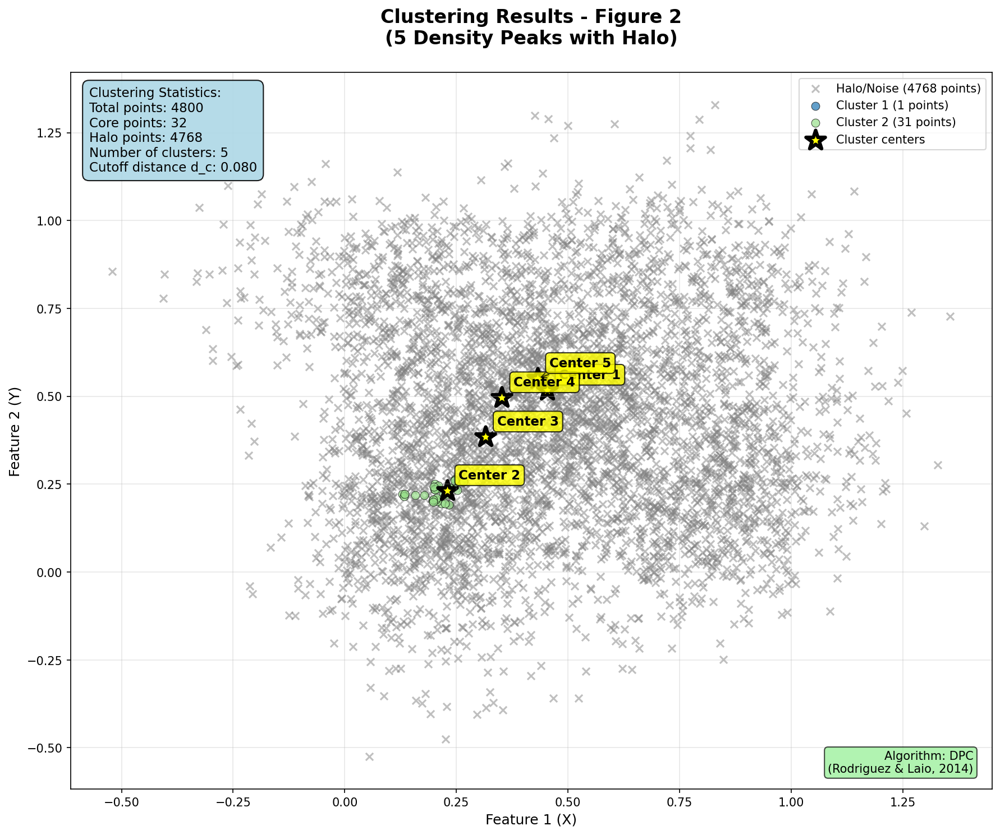 Clustering Results - Figure 2
(5 Density Peaks with Halo)
Clustering Statistics:
Total points: 4800
Core points: 32
Halo points: 4768
Number of clusters: 5
Cutoff distance d_c: 0.080
Halo/Noise (4768 points)
Cluster 1 (1 points)
Cluster 2 (31 points)
Cluster centers
1.25
1.00
0.75
0.50
0.25
0.00
−0.25
−0.50
Feature 2 (Y)
Center 5
Center 1
Center 4
Center 3
Center 2
Algorithm: DPC
(Rodriguez & Laio, 2014)
−0.50
−0.25
0.00
0.25
0.50
0.75
1.00
1.25
Feature 1 (X)